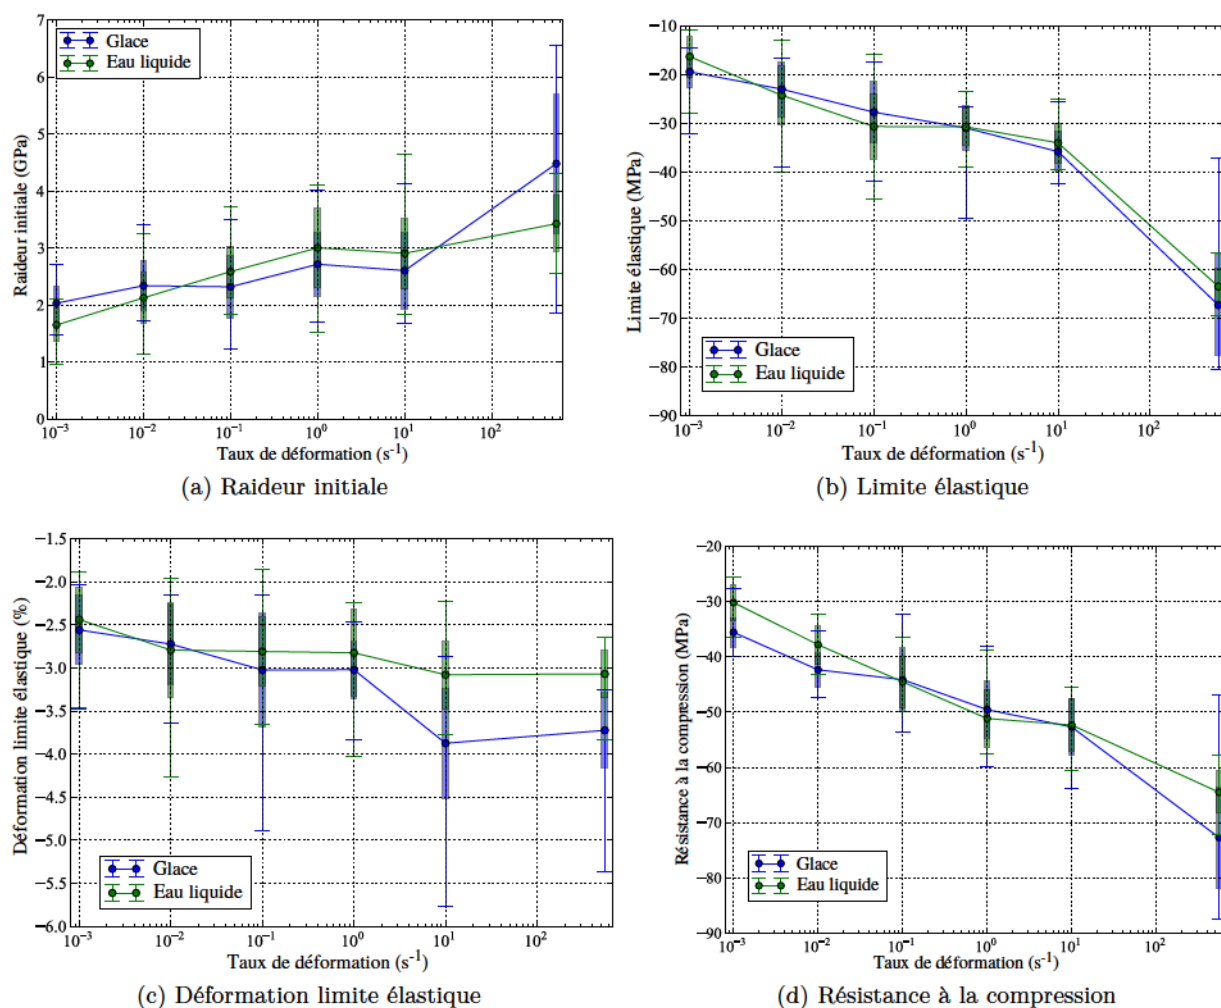 7
6
5
4
3
2
1
0
Raideur initiale (GPa)
Glace
Eau liquide
10⁻³
10⁻²
10⁻¹
10⁰
10¹
10²
Taux de déformation (s⁻¹)
(a) Raideur initiale
−10
−20
−30
−40
−50
−60
−70
−80
−90
Limite élastique (MPa)
Glace
Eau liquide
10⁻³
10⁻²
10⁻¹
10⁰
10¹
10²
Taux de déformation (s⁻¹)
(b) Limite élastique
−1.5
−2.0
−2.5
−3.0
−3.5
−4.0
−4.5
−5.0
−5.5
−6.0
Déformation limite élastique (%)
Glace
Eau liquide
10⁻³
10⁻²
10⁻¹
10⁰
10¹
10²
Taux de déformation (s⁻¹)
(c) Déformation limite élastique
−20
−30
−40
−50
−60
−70
−80
−90
Résistance à la compression (MPa)
Glace
Eau liquide
10⁻³
10⁻²
10⁻¹
10⁰
10¹
10²
Taux de déformation (s⁻¹)
(d) Résistance à la compression